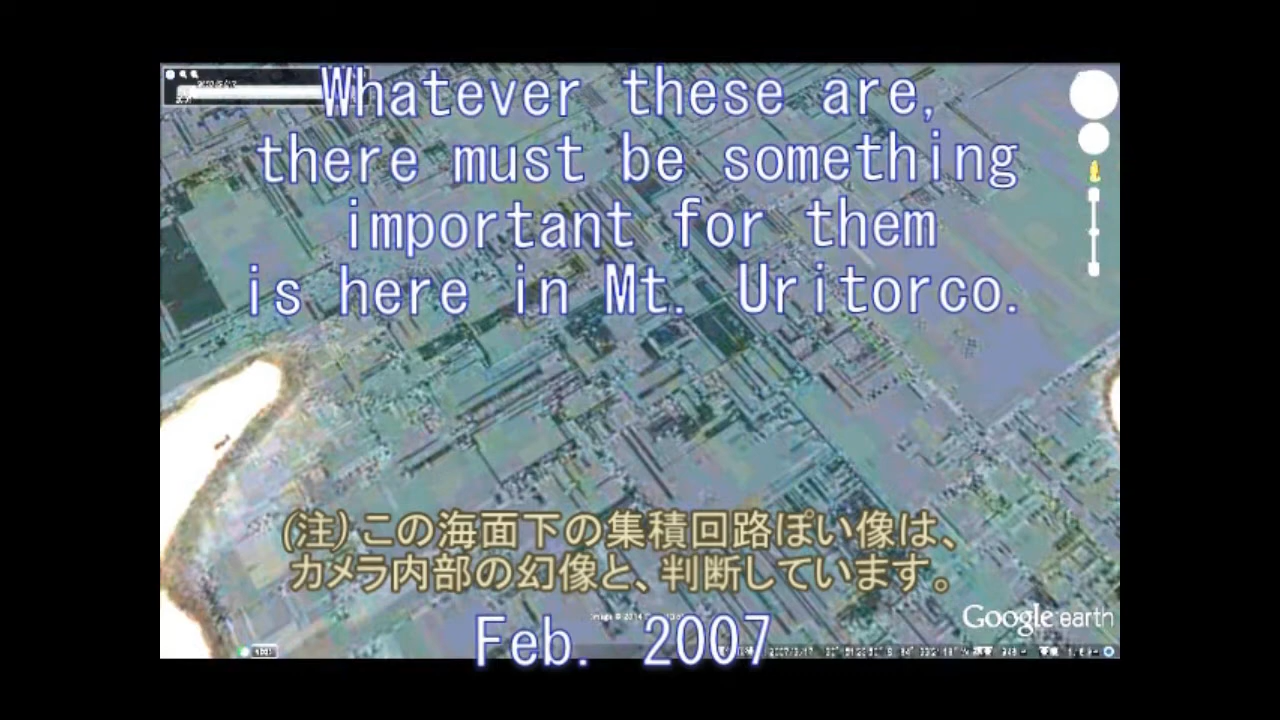 Whatever these are,
there must be something
important for them
is here in Mt. Uritorco.
(注)この海面下の集積回路ぽい像は、
カメラ内部の幻像と、判断しています。
Google earth
Feb. 2007